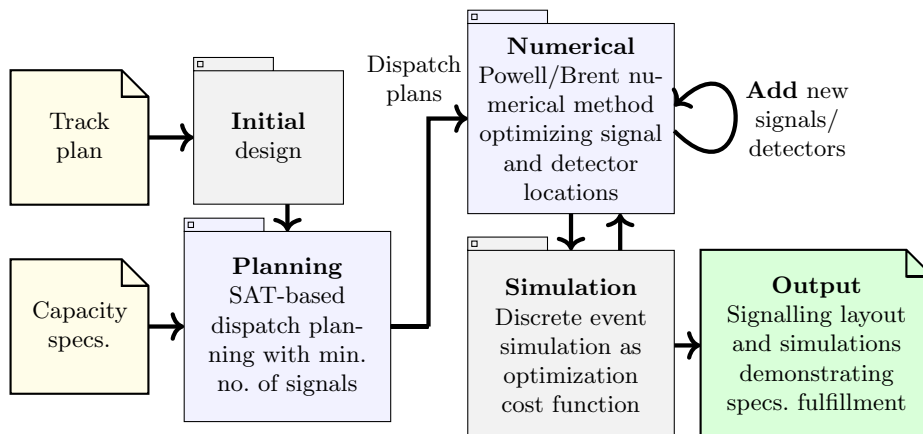 Track
plan
Initial
design
Capacity
specs.
Planning
SAT-based
dispatch plan-
ning with min.
no. of signals
Dispatch
plans
Numerical
Powell/Brent nu-
merical method
optimizing signal
and detector
locations
Add new
signals/
detectors
Simulation
Discrete event
simulation as
optimization
cost function
Output
Signalling layout
and simulations
demonstrating
specs. fulfillment